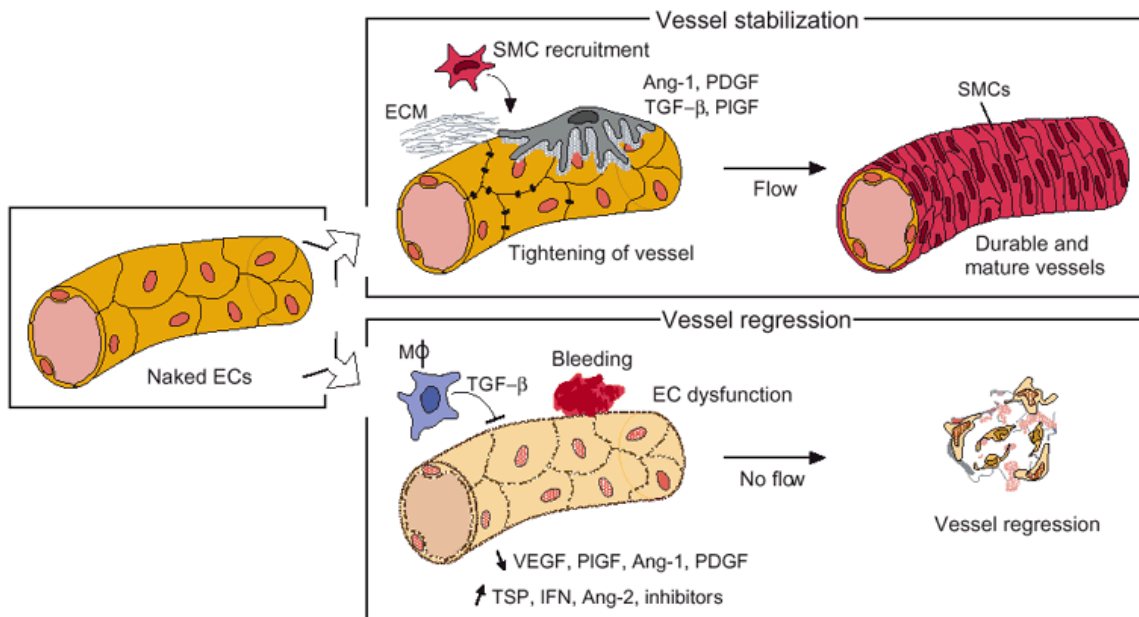 Vessel stabilization
SMC recruitment
Ang-1, PDGF
TGF–β, PlGF
ECM
SMCs
Flow
Tightening of vessel
Durable and
mature vessels
Naked ECs
Vessel regression
MO
TGF–β
Bleeding
EC dysfunction
No flow
Vessel regression
VEGF, PlGF, Ang-1, PDGF
TSP, IFN, Ang-2, inhibitors